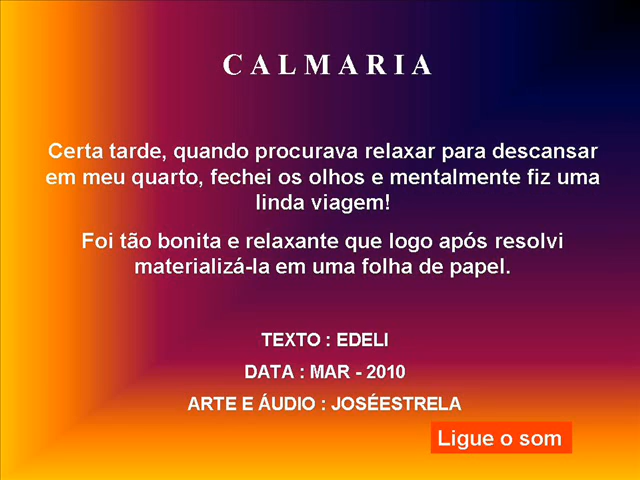 C A L M A R I A
Certa tarde, quando procurava relaxar para descansar
em meu quarto, fechei os olhos e mentalmente fiz uma
linda viagem!
Foi tão bonita e relaxante que logo após resolvi
materializá-la em uma folha de papel.
TEXTO : EDELI
DATA : MAR - 2010
ARTE E ÁUDIO : JOSÉESTRELA
Ligue o som